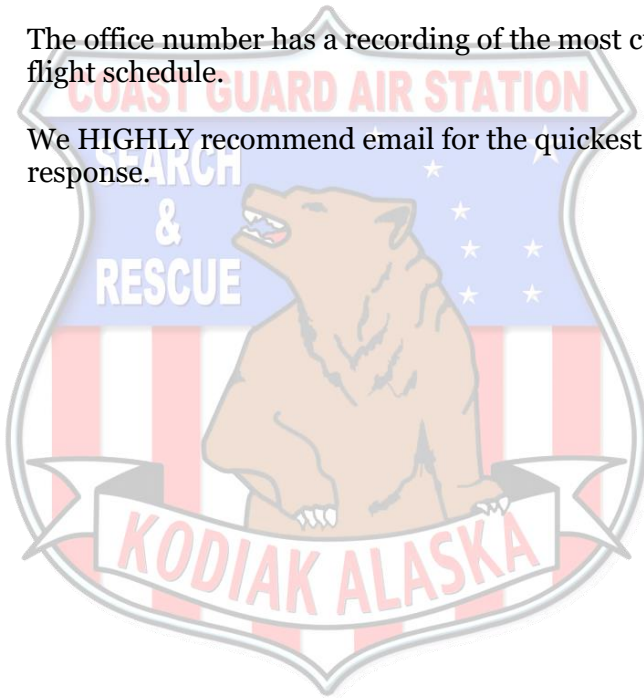 The office number has a recording of the most
flight schedule.
COAST GUARD AIR STATION
We HIGHLY recommend email for the quickest
response.
SEARCH
&
RESCUE
KODIAK ALASKA